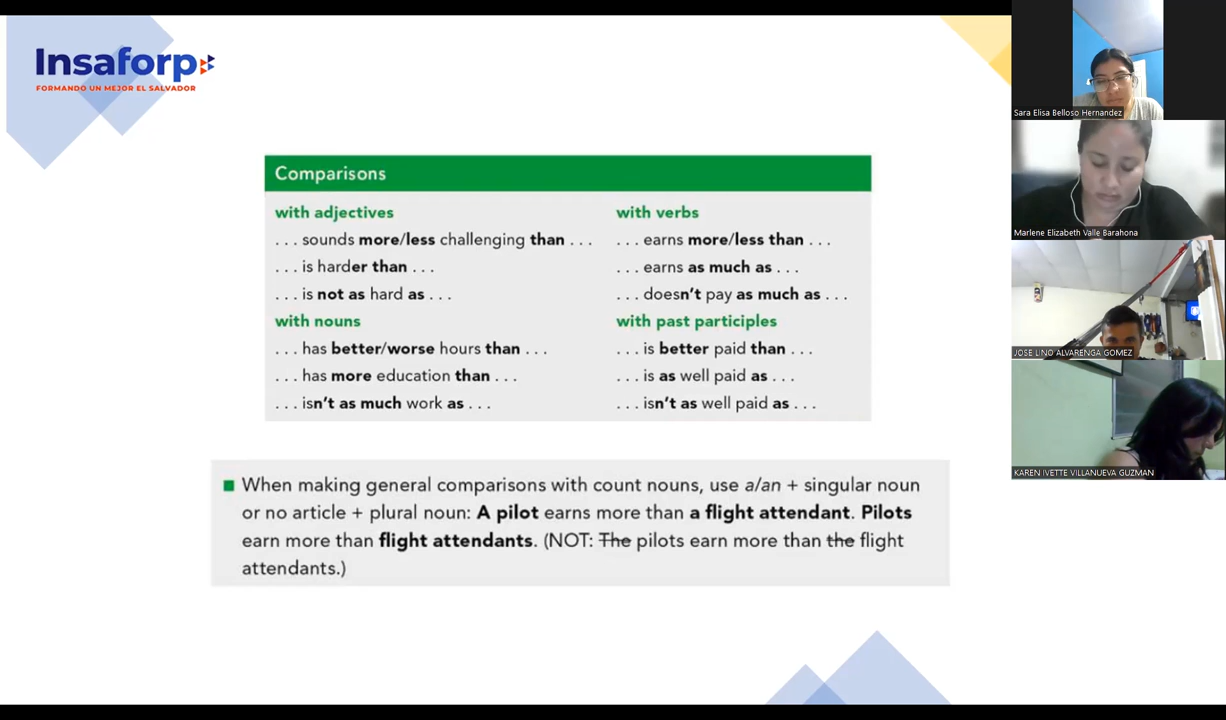 Insaforp
FORMANDO UN MEJOR EL SALVADOR
Comparisons
with adjectives
. . . sounds more/less challenging than . . .
. . . is harder than . . .
. . . is not as hard as . . .
with nouns
. . . has better/worse hours than . . .
. . . has more education than . . .
. . . isn't as much work as . . .
with verbs
. . . earns more/less than . . .
. . . earns as much as . . .
. . . doesn't pay as much as . . .
with past participles
. . . is better paid than . . .
. . . is as well paid as . . .
. . . isn't as well paid as . . .
When making general comparisons with count nouns, use a/an + singular noun
or no article + plural noun: A pilot earns more than a flight attendant. Pilots
earn more than flight attendants. (NOT: The pilots earn more than the flight
attendants.)
Sara Elisa Belloso Hernandez
Marlene Elizabeth Valle Barahona
JOSE LINO ALVARENGA GOMEZ
KAREN IVETTE VILLANUEVA GUZMAN